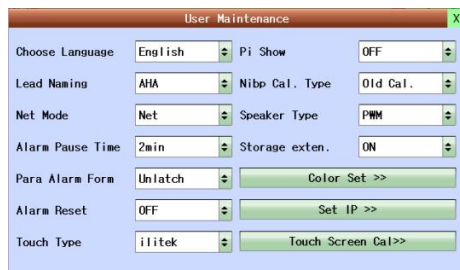 User Maintenance X
Choose Language English Pi Show OFF
Lead Naming AHA Nibp Cal. Type Old Cal.
Net Mode Net Speaker Type PWM
Alarm Pause Time 2min Storage exten. ON
Para Alarm Form Unlatch Color Set >>
Alarm Reset OFF Set IP >>
Touch Type ilitek Touch Screen Cal>>